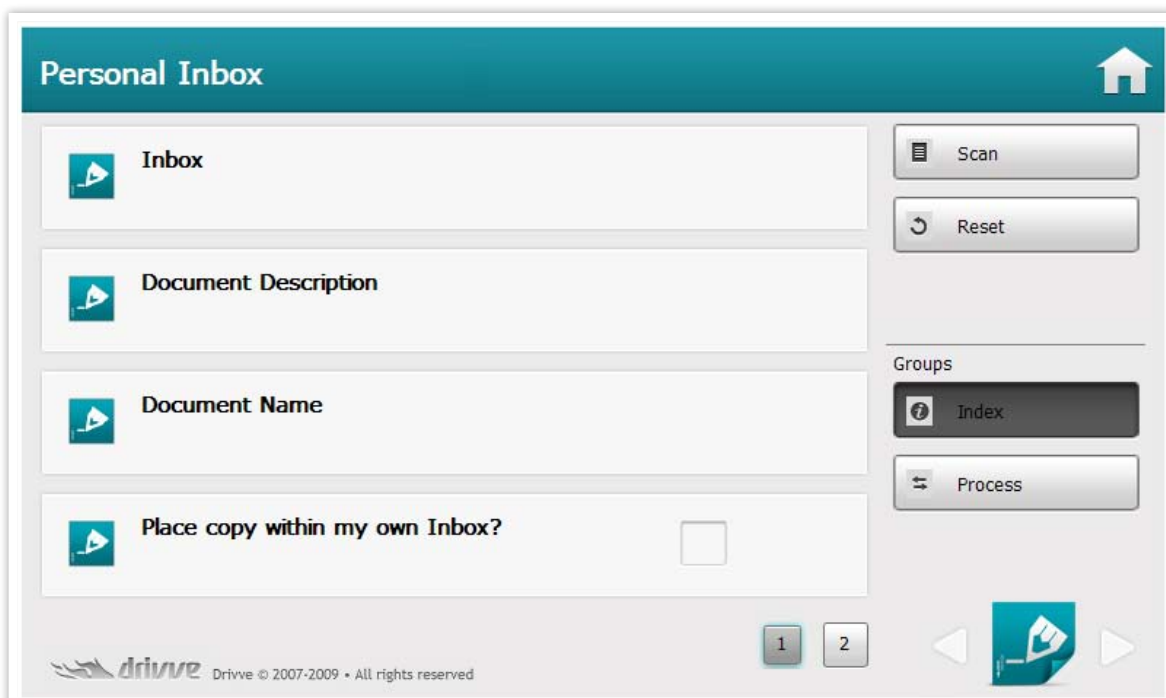 Personal Inbox
Inbox
Document Description
Document Name
Place copy within my own Inbox?
Scan
Reset
Groups
Index
Process
1 2
drivve Drivve © 2007-2009 • All rights reserved